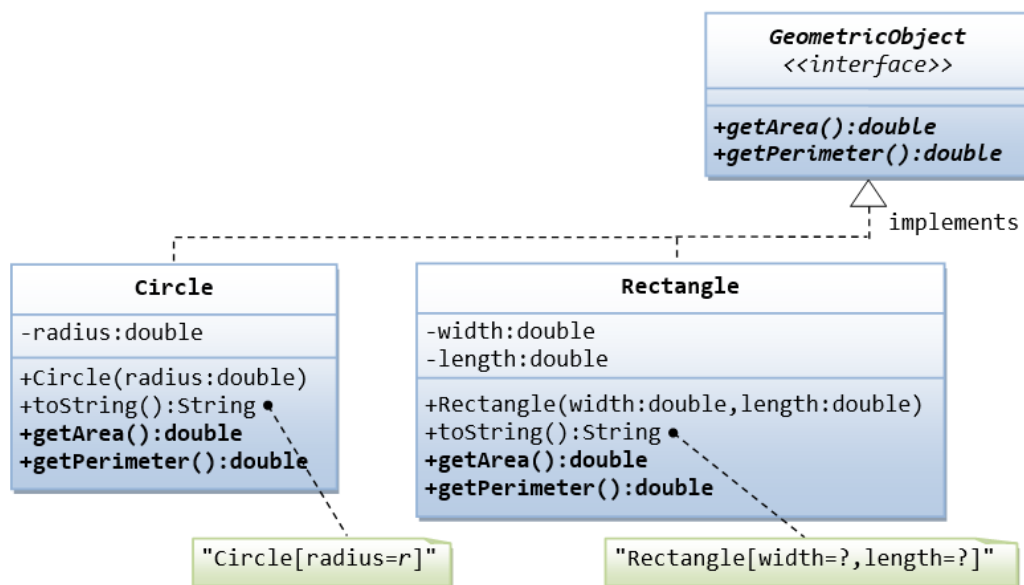 GeometricObject
<<interface>>
+getArea():double
+getPerimeter():double
implements
Circle
-radius:double
+Circle(radius:double)
+toString():String
+getArea():double
+getPerimeter():double
"Circle[radius=r]"
Rectangle
-width:double
-length:double
+Rectangle(width:double,length:double)
+toString():String
+getArea():double
+getPerimeter():double
"Rectangle[width=?,length=?]"